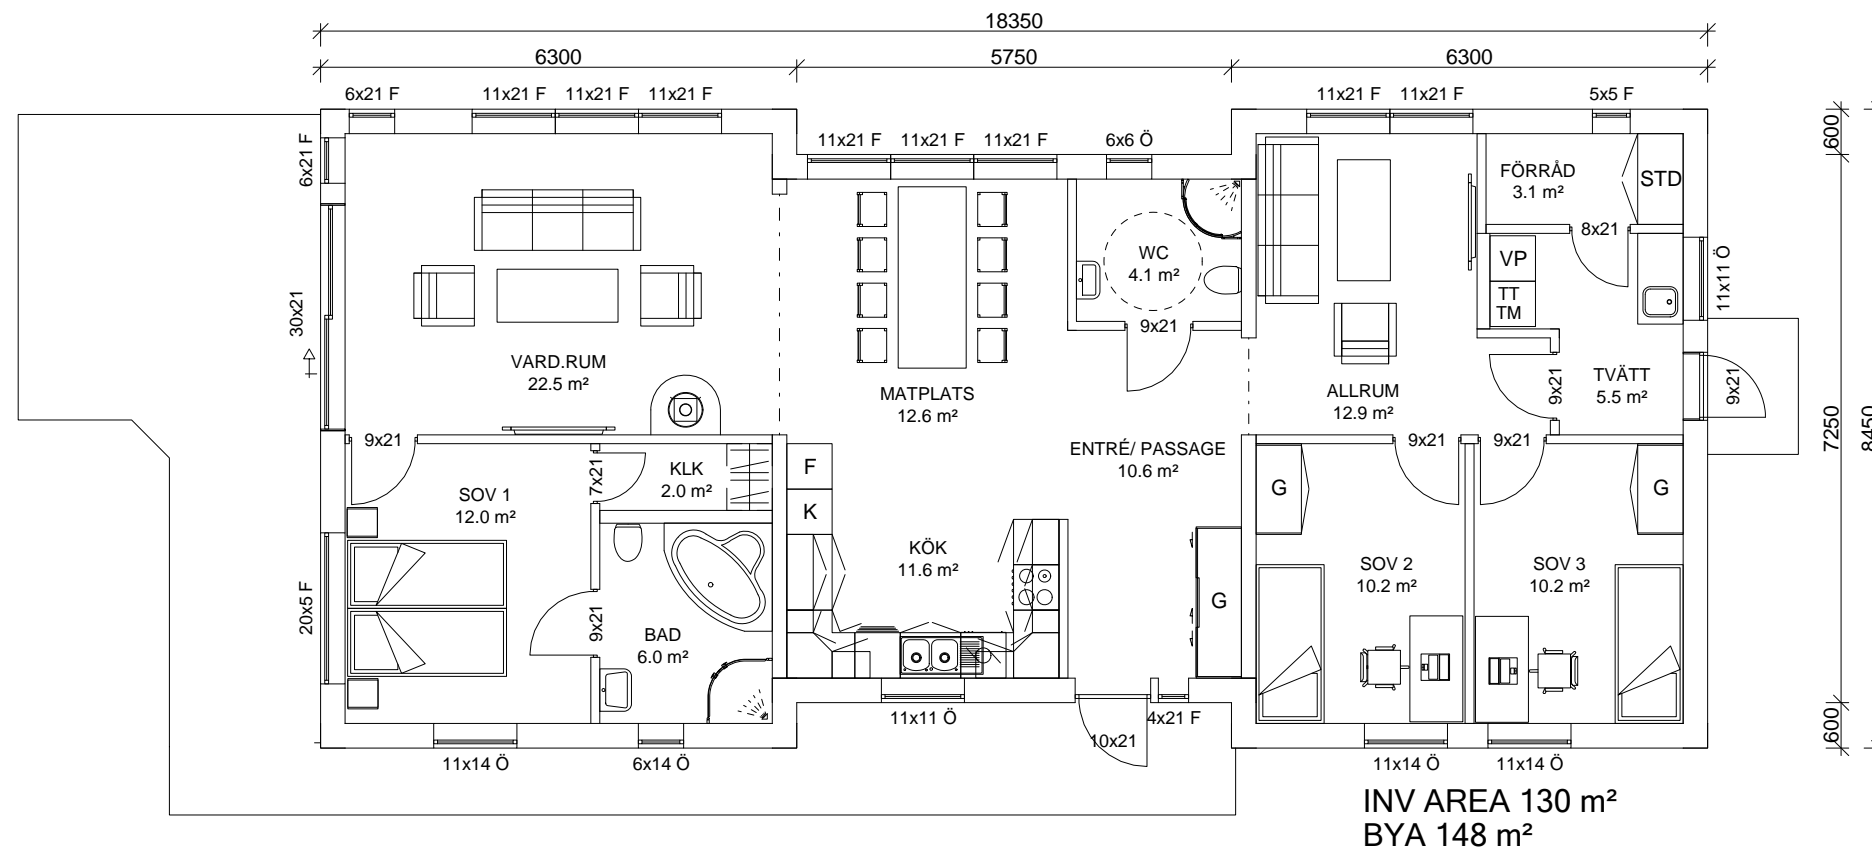 18350
6300
5750
6300
6x21 F
11x21 F
11x21 F
11x21 F
11x21 F
11x21 F
5x5 F
11x21 F
11x21 F
11x21 F
6x6 Ö
600
6x21 F
FÖRRÅD
3.1 m²
STD
8x21
WC
4.1 m²
VP
TT
TM
11x11 Ö
30x21
9x21
VARD.RUM
22.5 m²
MATPLATS
12.6 m²
ALLRUM
12.9 m²
9x21
TVÄTT
5.5 m²
9x21
7250
8450
9x21
9x21
9x21
ENTRÉ/ PASSAGE
10.6 m²
7x21
KLK
2.0 m²
F
K
SOV 1
12.0 m²
G
G
KÖK
11.6 m²
SOV 2
10.2 m²
SOV 3
10.2 m²
20x5 F
9x21
BAD
6.0 m²
G
11x11 Ö
10x21
4x21 F
600
11x14 Ö
6x14 Ö
11x14 Ö
11x14 Ö
INV AREA 130 m²
BYA 148 m²